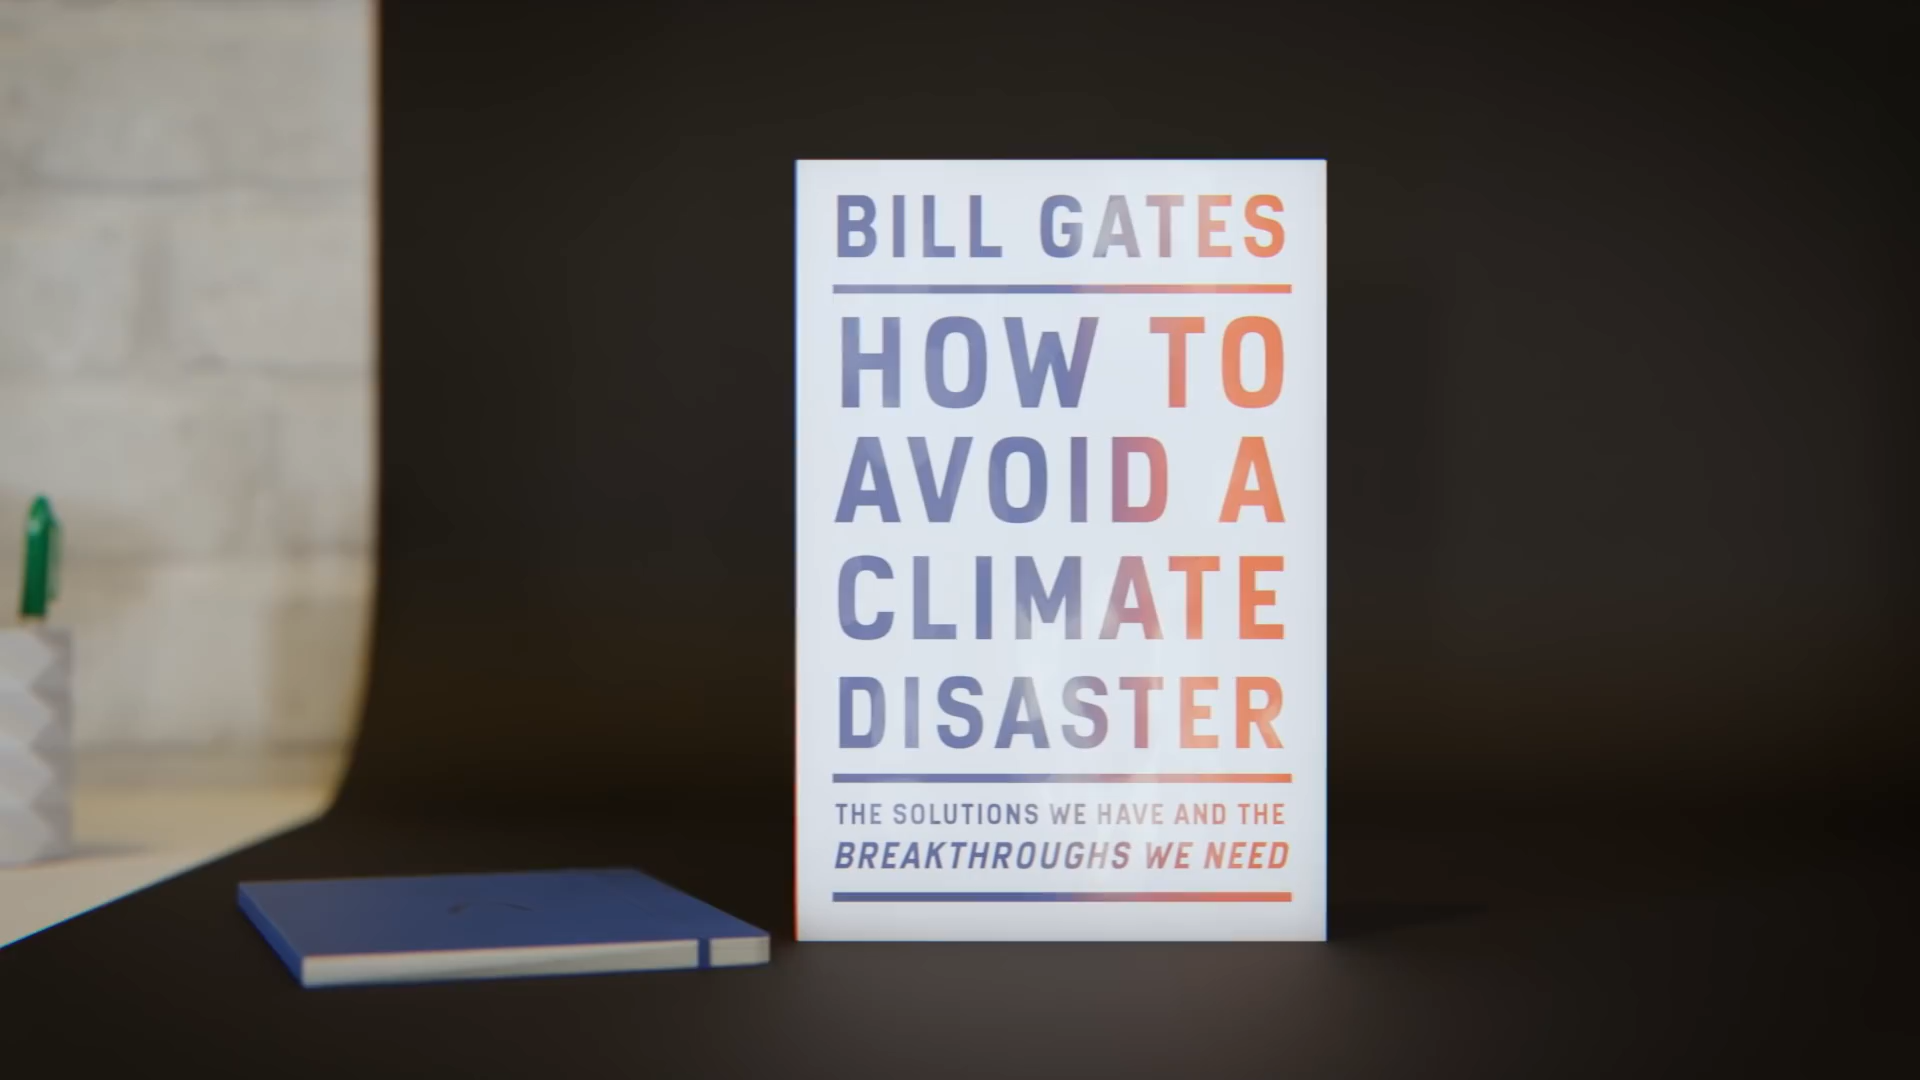 BILL GATES
HOW TO
AVOID A
CLIMATE
DISASTER
THE SOLUTIONS WE HAVE AND THE
BREAKTHROUGHS WE NEED